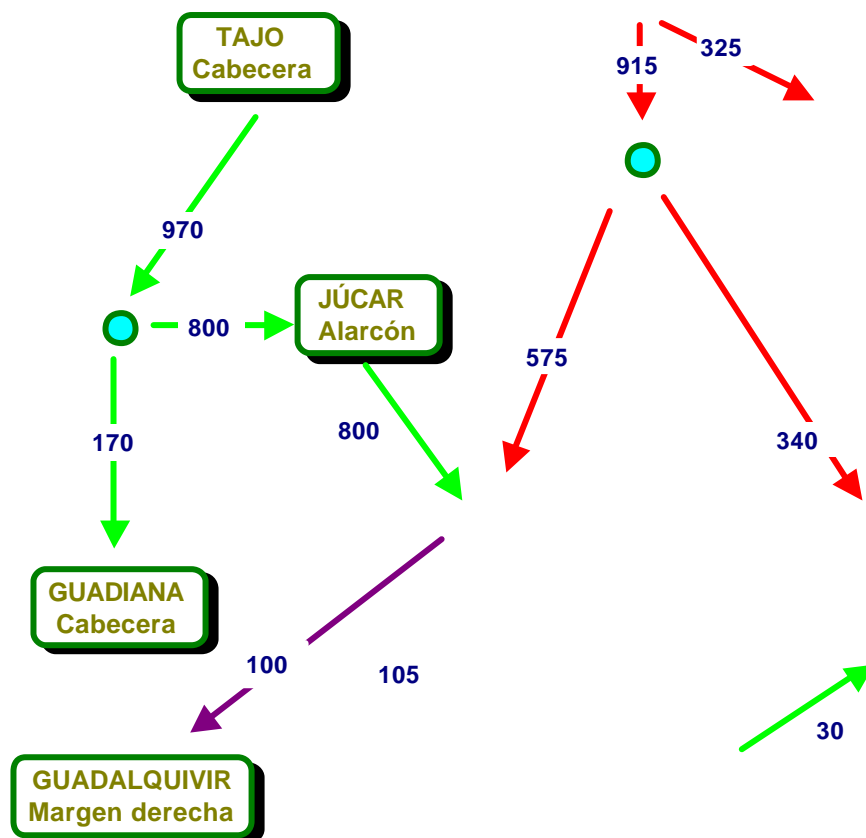 TAJO
Cabecera
325
915
970
JÚCAR
Alarcón
800
575
800
340
170
GUADIANA
Cabecera
100
105
30
GUADALQUIVIR
Margen derecha